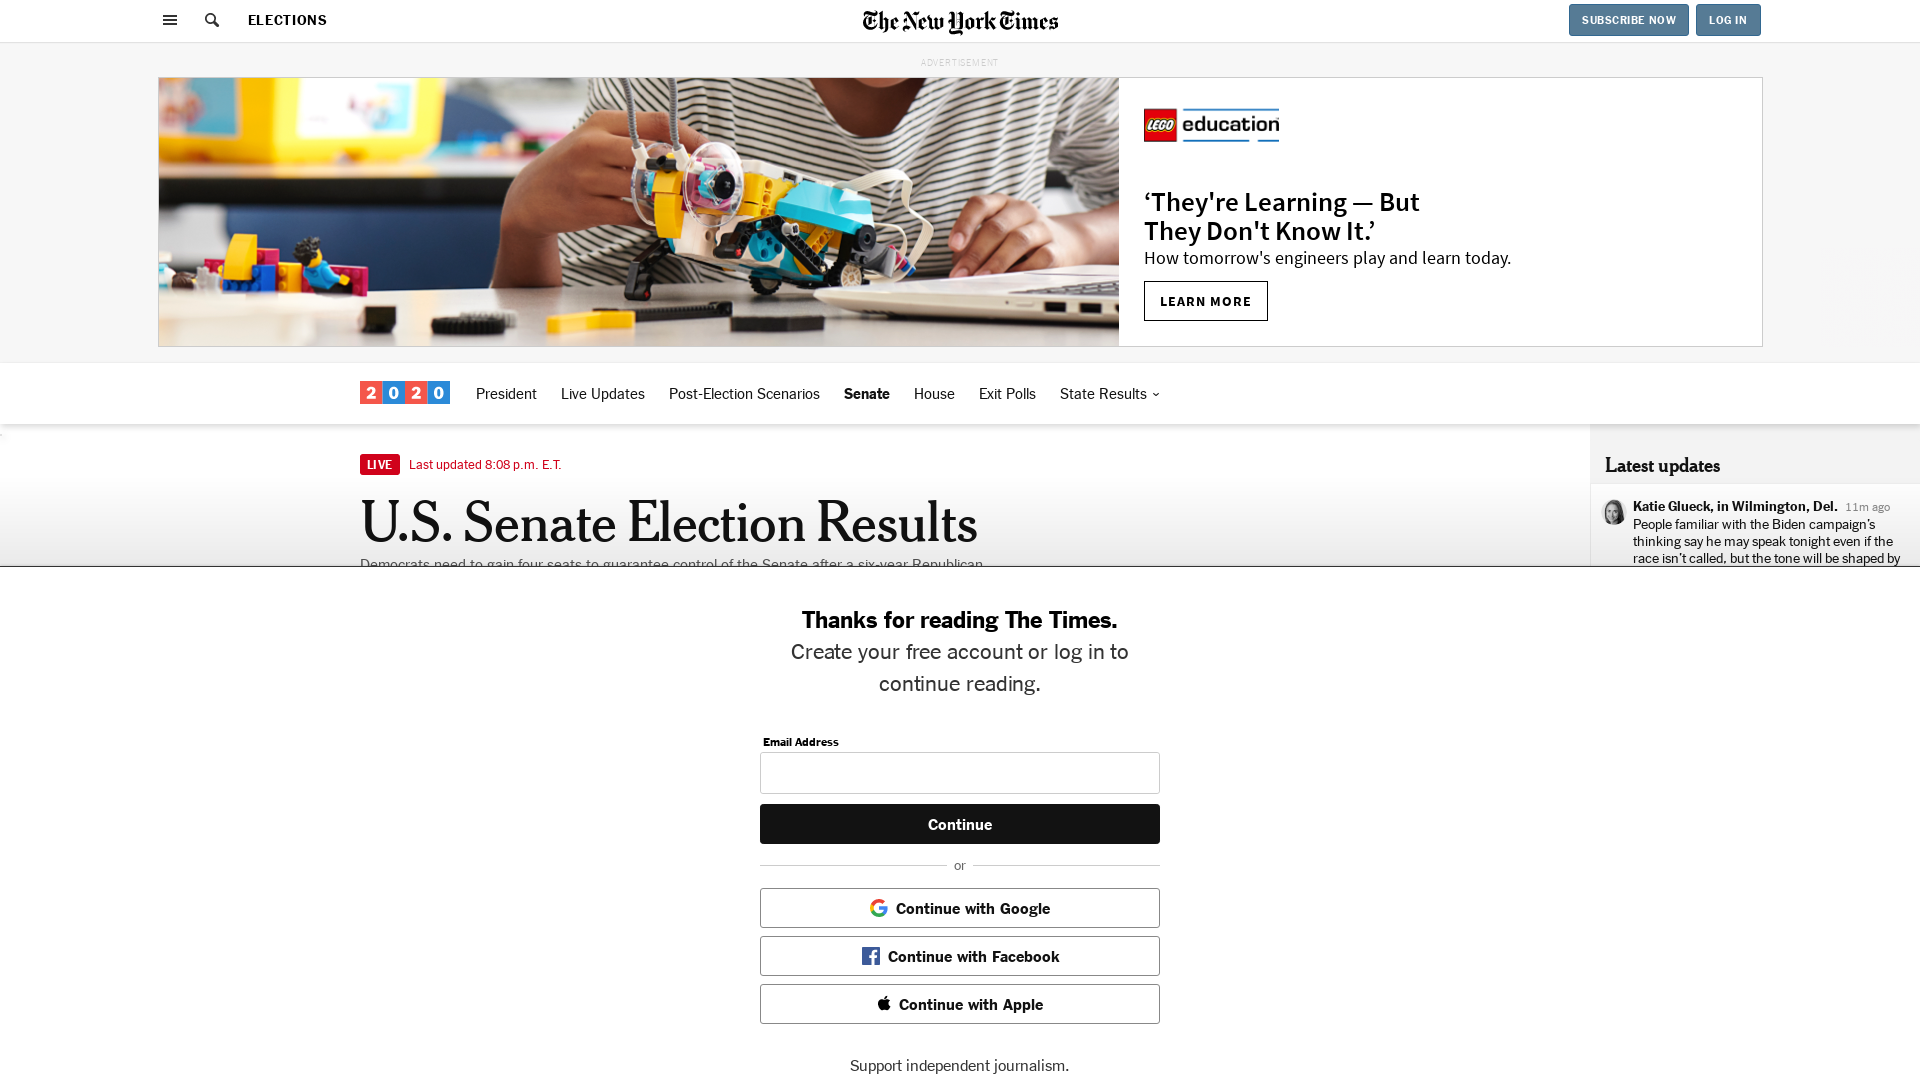 ELECTIONS
The New York Times
SUBSCRIBE NOW
LOG IN
ADVERTISEMENT
LEGO education
‘They're Learning — But
They Don't Know It.’
How tomorrow's engineers play and learn today.
LEARN MORE
2020
President
Live Updates
Post-Election Scenarios
Senate
House
Exit Polls
State Results
LIVE
Last updated 8:08 p.m. E.T.
U.S. Senate Election Results
Democrats need to gain four seats to guarantee control of the Senate after a six-year Republican
Latest updates
Katie Glueck, in Wilmington, Del. 11m ago
People familiar with the Biden campaign’s
thinking say he may speak tonight even if the
race isn’t called, but the tone will be shaped by
Thanks for reading The Times.
Create your free account or log in to
continue reading.
Email Address
Continue
or
Continue with Google
Continue with Facebook
Continue with Apple
Support independent journalism.